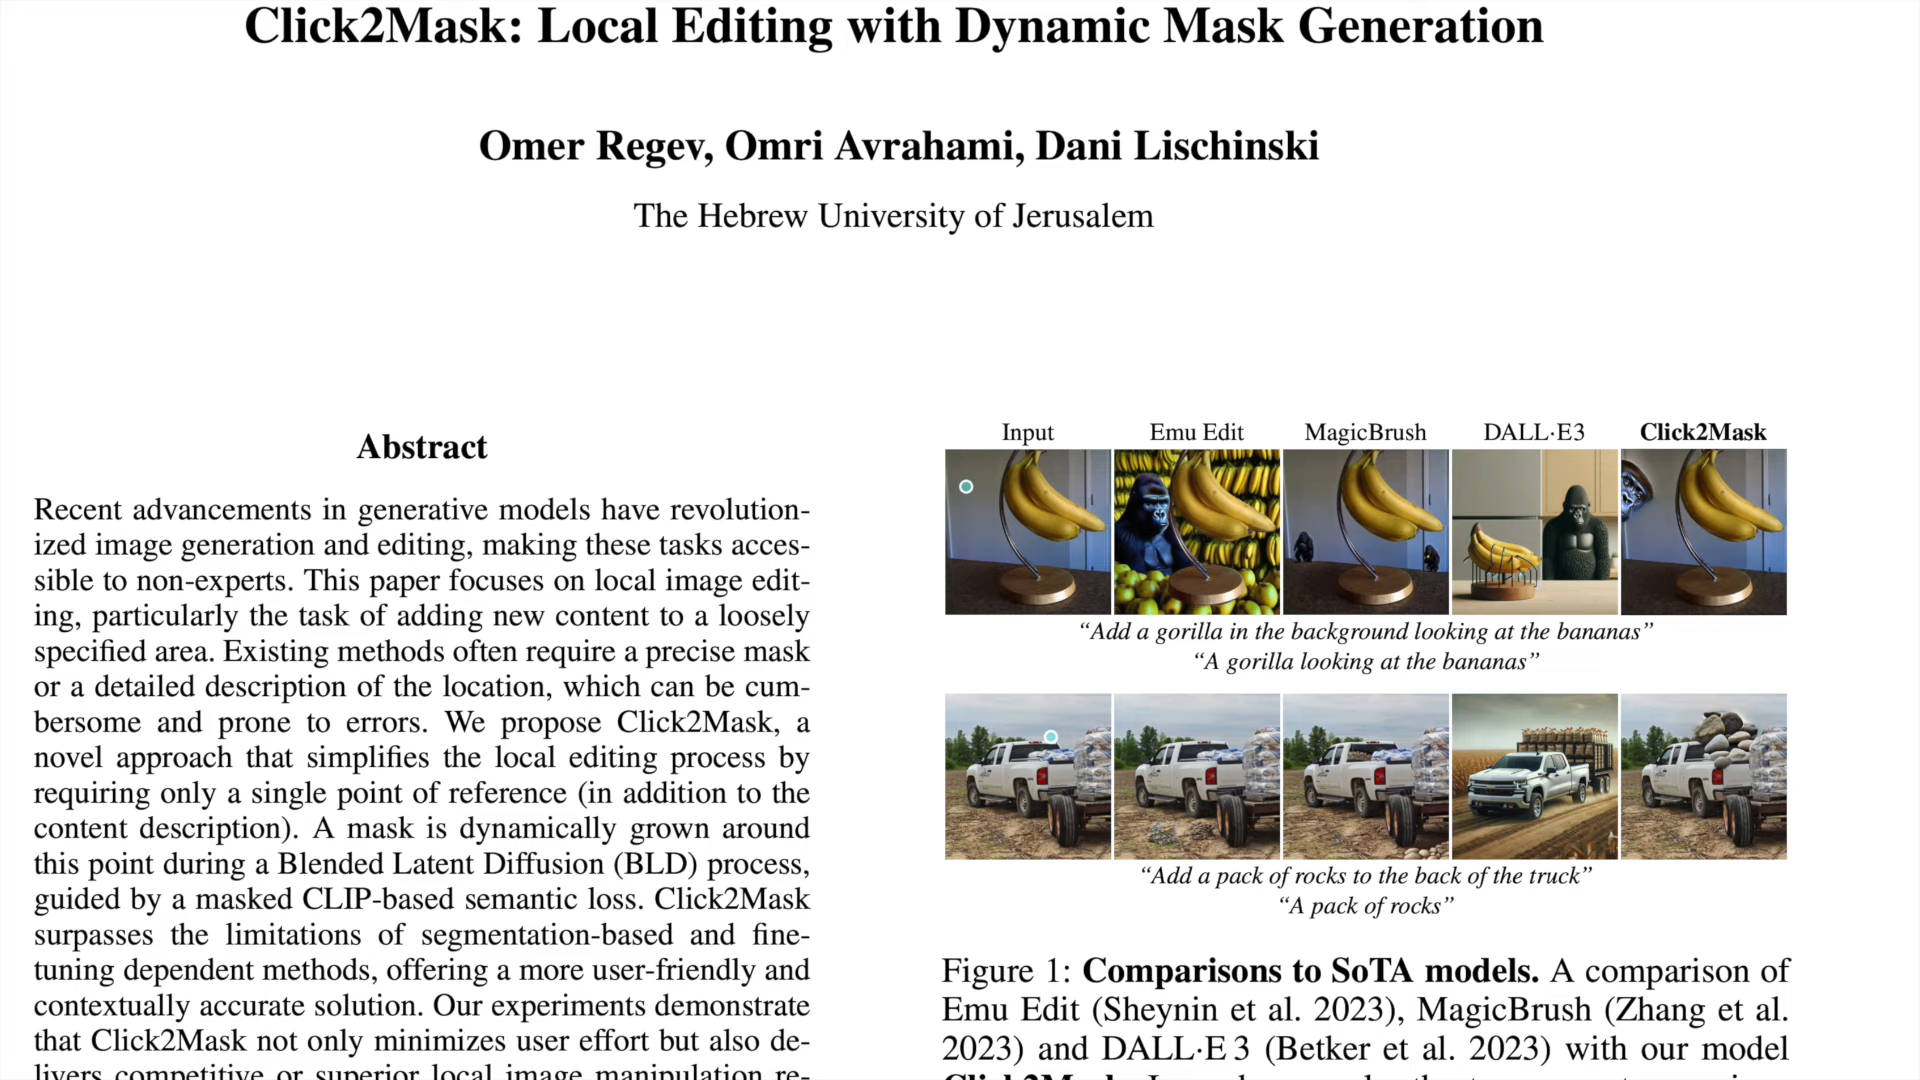 Click2Mask: Local Editing with Dynamic Mask Generation
Omer Regev, Omri Avrahami, Dani Lischinski
The Hebrew University of Jerusalem
Abstract
Recent advancements in generative models have revolution-
ized image generation and editing, making these tasks acces-
sible to non-experts. This paper focuses on local image edit-
ing, particularly the task of adding new content to a loosely
specified area. Existing methods often require a precise mask
or a detailed description of the location, which can be cum-
bersome and prone to errors. We propose Click2Mask, a
novel approach that simplifies the local editing process by
requiring only a single point of reference (in addition to the
content description). A mask is dynamically grown around
this point during a Blended Latent Diffusion (BLD) process,
guided by a masked CLIP-based semantic loss. Click2Mask
surpasses the limitations of segmentation-based and fine-
tuning dependent methods, offering a more user-friendly and
contextually accurate solution. Our experiments demonstrate
that Click2Mask not only minimizes user effort but also de-
livers competitive or superior local image manipulation re-
Input Emu Edit MagicBrush DALL·E3 Click2Mask
“Add a gorilla in the background looking at the bananas”
“A gorilla looking at the bananas”
“Add a pack of rocks to the back of the truck”
“A pack of rocks”
Figure 1: Comparisons to SoTA models. A comparison of
Emu Edit (Sheynin et al. 2023), MagicBrush (Zhang et al.
2023) and DALL·E 3 (Betker et al. 2023) with our model